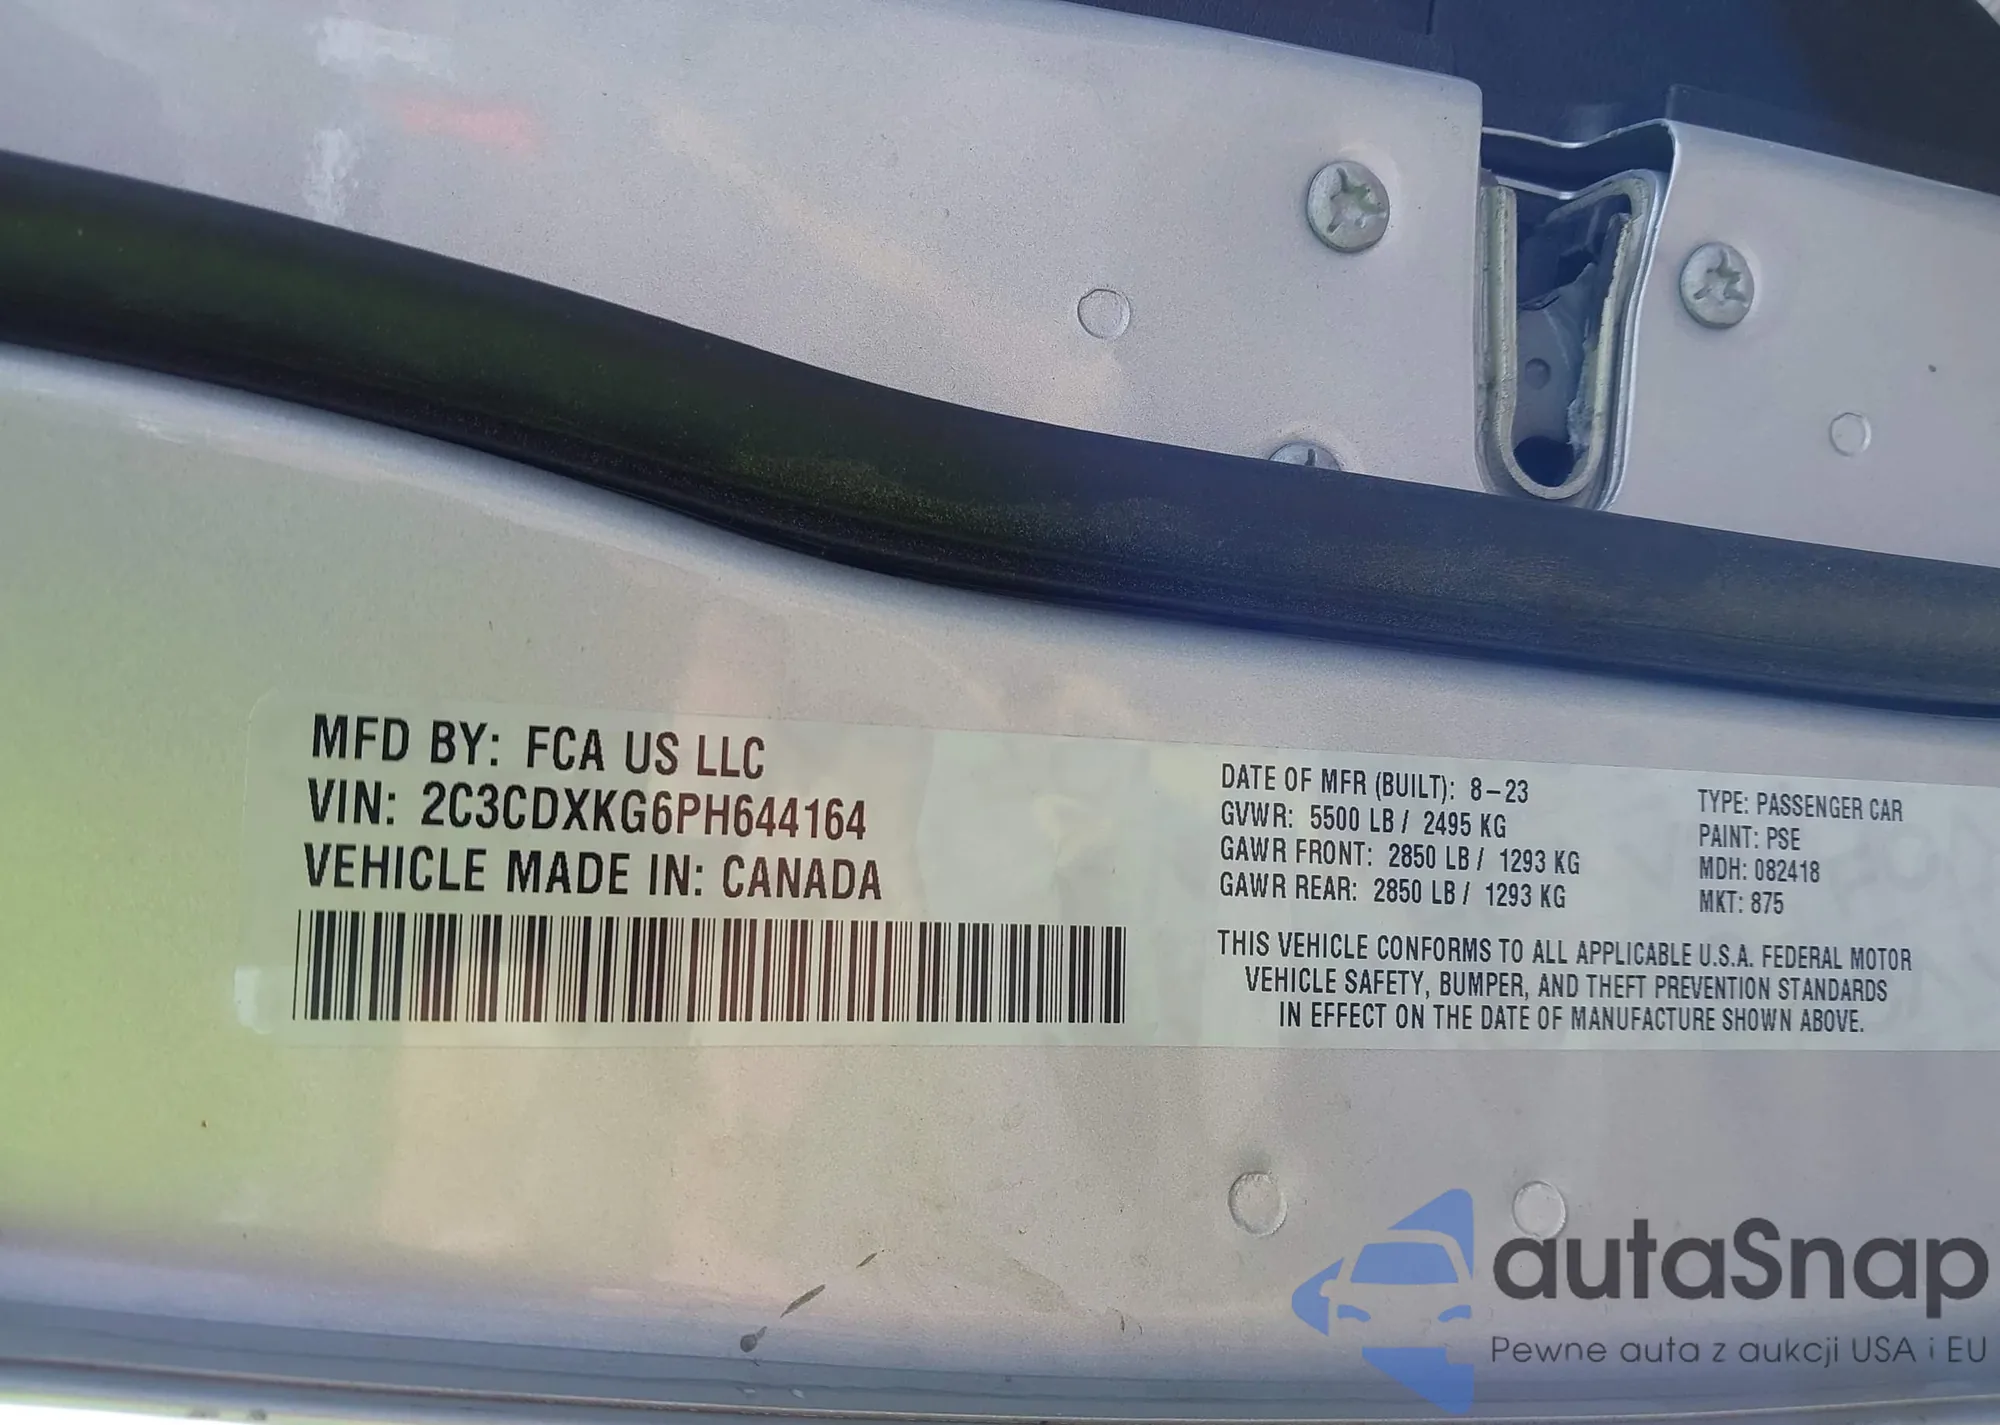 MFD BY: FCA US LLC
VIN: 2C3CDXKG6PH644164
VEHICLE MADE IN: CANADA
DATE OF MFR (BUILT): 8-23
GVWR: 5500 LB / 2495 KG
GAWR FRONT: 2850 LB / 1293 KG
GAWR REAR: 2850 LB / 1293 KG
TYPE: PASSENGER CAR
PAINT: PSE
MDH: 082418
MKT: 875
THIS VEHICLE CONFORMS TO ALL APPLICABLE U.S.A. FEDERAL MOTOR
VEHICLE SAFETY, BUMPER, AND THEFT PREVENTION STANDARDS
IN EFFECT ON THE DATE OF MANUFACTURE SHOWN ABOVE.
autaSnap
Pewne auta z aukcji USA i EU